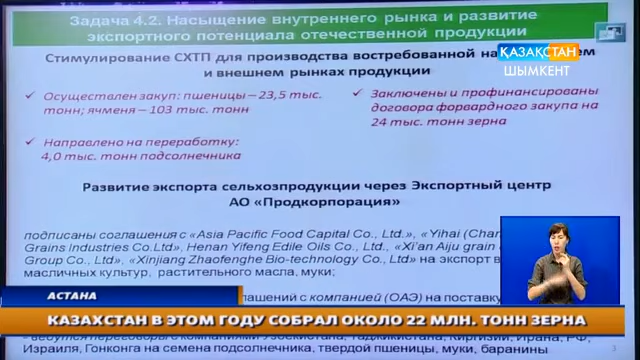 Задача 4.2. Насыщение внутреннего рынка и развитие
экспортного потенциала отечественной продукции
ҚАЗАҚСТАН
ШЫМКЕНТ
Стимулирование СХТП для производства востребованной на
и внешнем рынках продукции
✓ Осуществлен закуп: пшеницы – 23,5 тыс.
тонн; ячменя – 103 тыс. тонн
✓ Направлено на переработку:
4,0 тыс. тонн подсолнечника
✓ Заключены и профинансированы
договора форвардного закупа на
24 тыс. тонн зерна
Развитие экспорта сельхозпродукции через Экспортный центр
АО «Продкорпорация»
подписаны соглашения с «Asia Pacific Food Capital Co., Ltd.», «Yihai (Chan
Grains Industries Co.Ltd», Henan Yifeng Edile Oils Co., Ltd., «Xi'an Aiju grain
Group Co., Ltd», «Xinjiang Zhaofenghe Bio-technology Co., Ltd» на экспорт
масличных культур, растительного масла, муки;
АСТАНА
глашений с компанией (ОАЭ) на поставку
КАЗАХСТАН В ЭТОМ ГОДУ СОБРАЛ ОКОЛО 22 МЛН. ТОНН ЗЕРНА
Израиля, Гонконга на семена подсолнечника, твердой пшеницы, муки, баранины